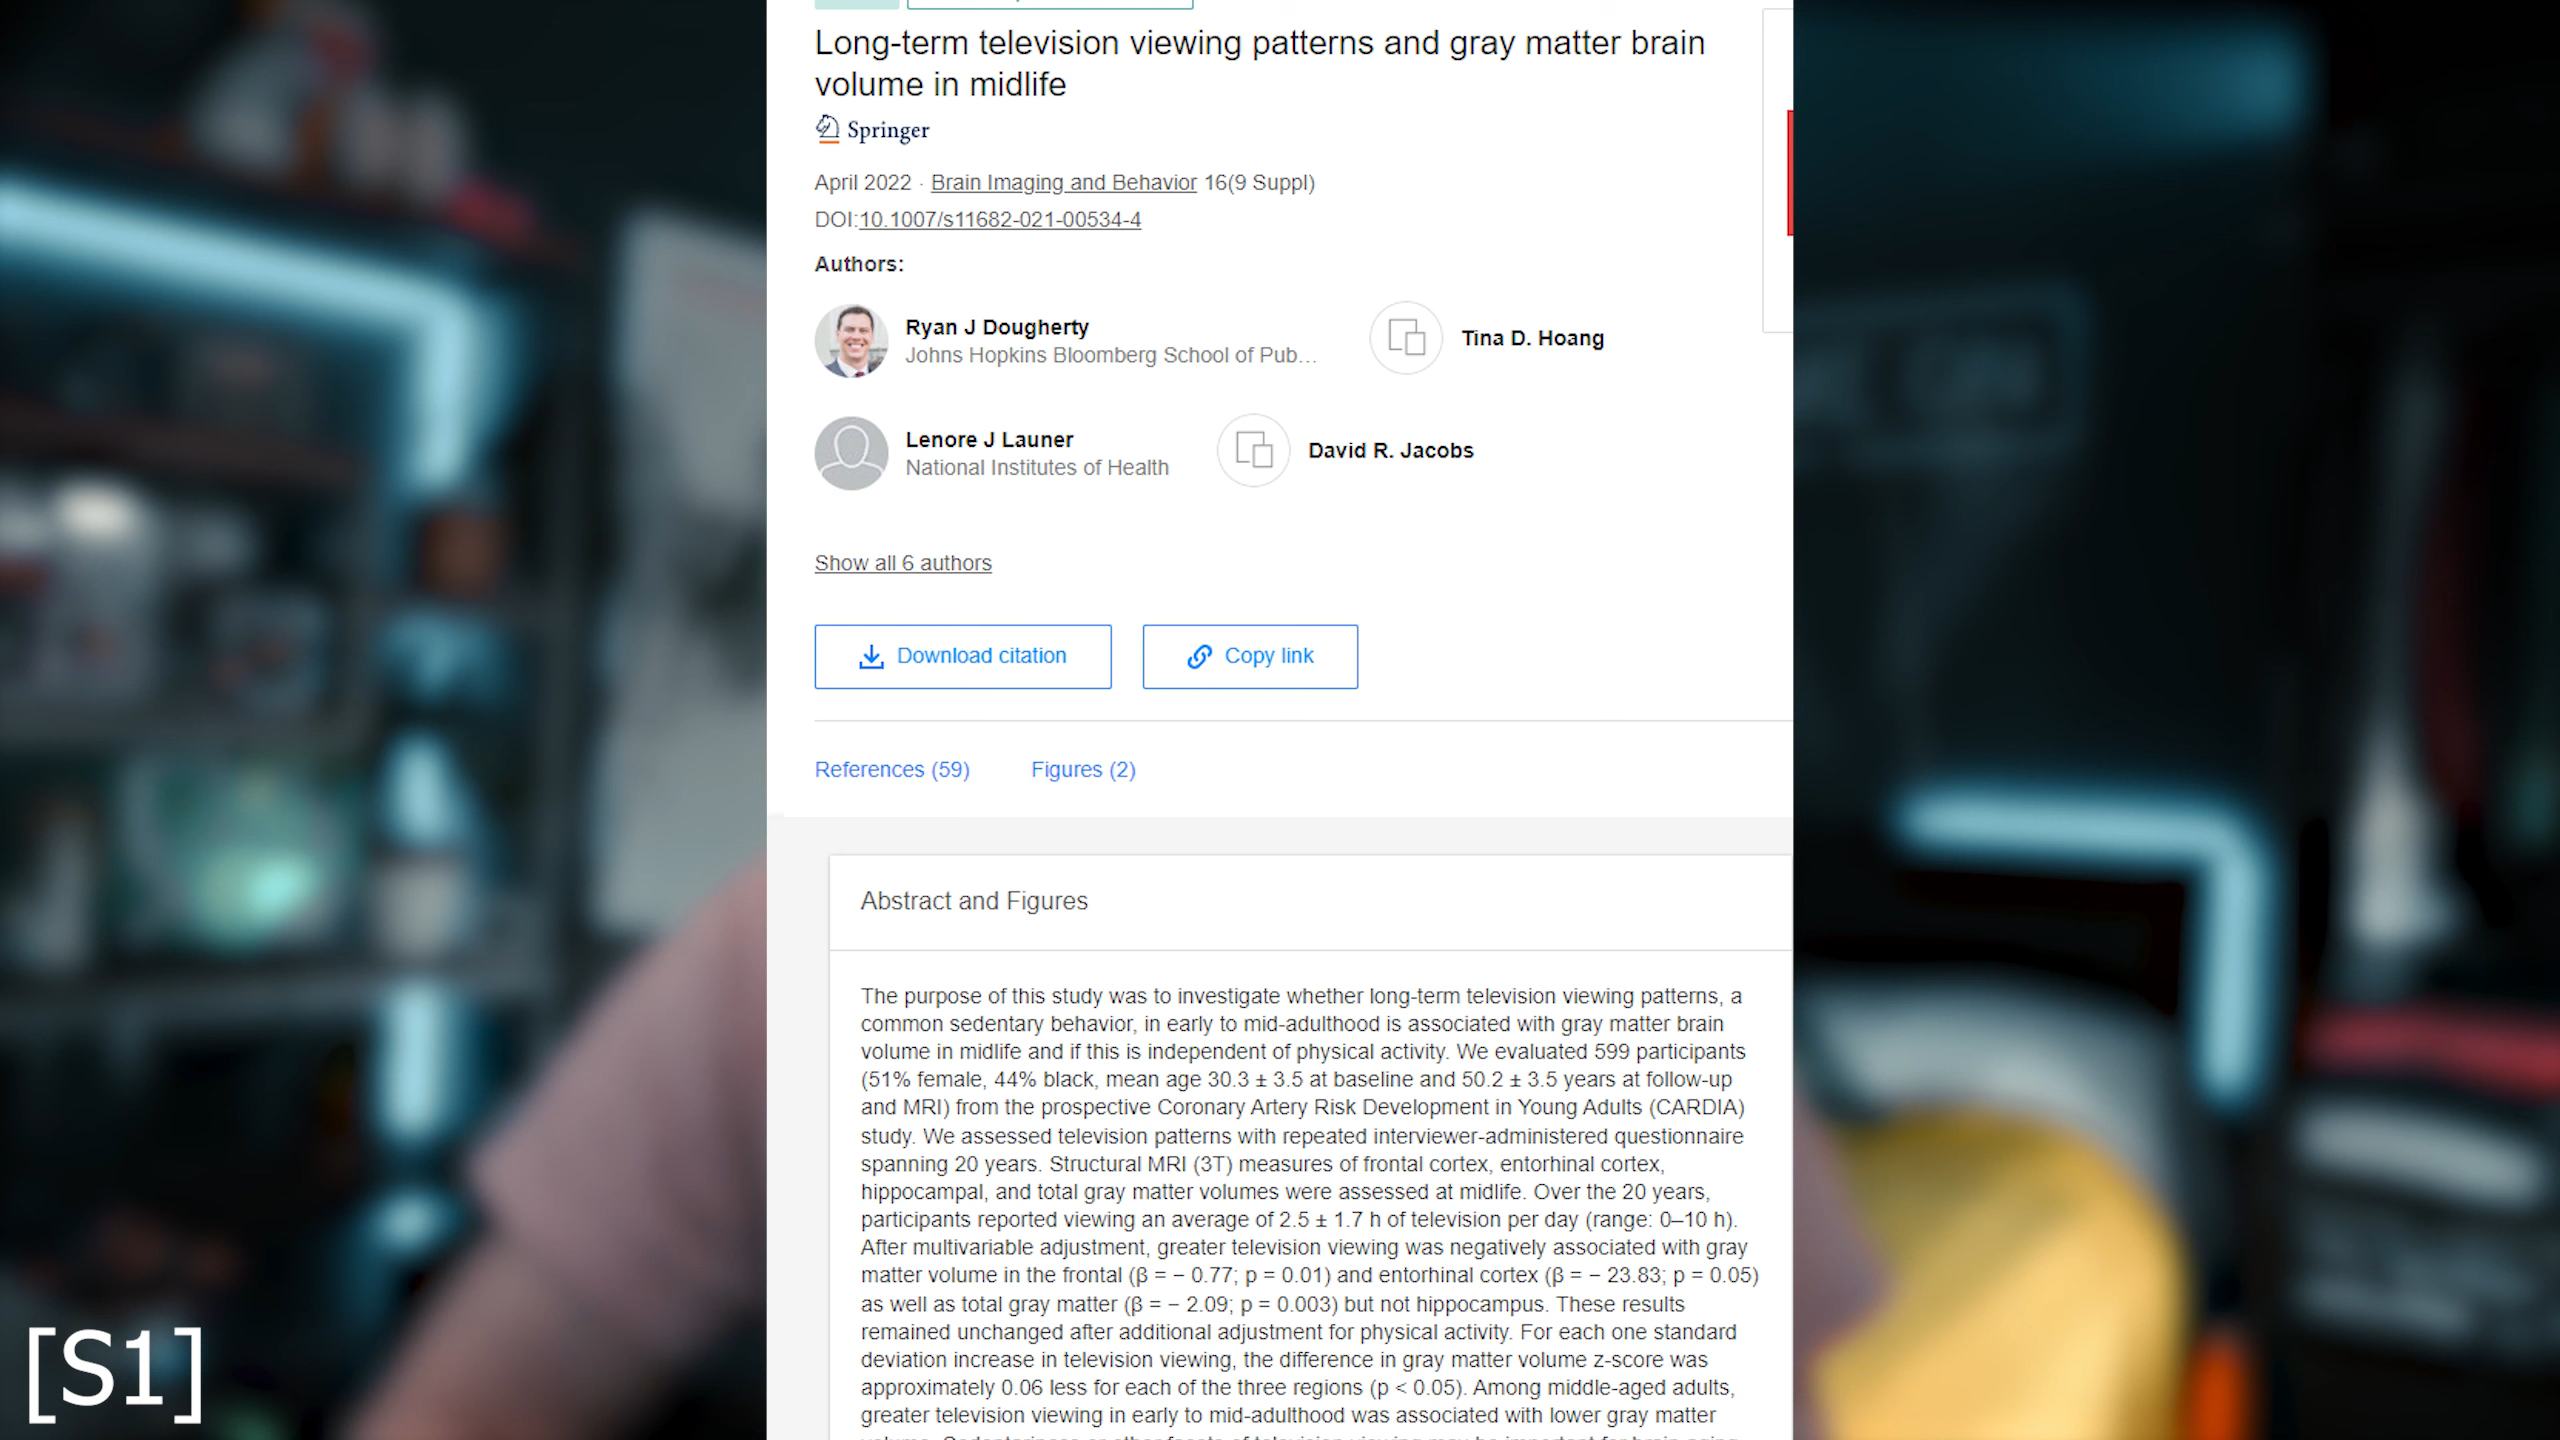 Long-term television viewing patterns and gray matter brain
volume in midlife
Springer
April 2022 · Brain Imaging and Behavior 16(9 Suppl)
DOI:10.1007/s11682-021-00534-4
Authors:
Ryan J Dougherty
Johns Hopkins Bloomberg School of Pub...
Tina D. Hoang
Lenore J Launer
National Institutes of Health
David R. Jacobs
Show all 6 authors
Download citation
Copy link
References (59)
Figures (2)
Abstract and Figures
The purpose of this study was to investigate whether long-term television viewing patterns, a
common sedentary behavior, in early to mid-adulthood is associated with gray matter brain
volume in midlife and if this is independent of physical activity. We evaluated 599 participants
(51% female, 44% black, mean age 30.3 ± 3.5 at baseline and 50.2 ± 3.5 years at follow-up
and MRI) from the prospective Coronary Artery Risk Development in Young Adults (CARDIA)
study. We assessed television patterns with repeated interviewer-administered questionnaire
spanning 20 years. Structural MRI (3T) measures of frontal cortex, entorhinal cortex,
hippocampal, and total gray matter volumes were assessed at midlife. Over the 20 years,
participants reported viewing an average of 2.5 ± 1.7 h of television per day (range: 0–10 h).
After multivariable adjustment, greater television viewing was negatively associated with gray
matter volume in the frontal (β = − 0.77; p = 0.01) and entorhinal cortex (β = − 23.83; p = 0.05)
as well as total gray matter (β = − 2.09; p = 0.003) but not hippocampus. These results
remained unchanged after additional adjustment for physical activity. For each one standard
deviation increase in television viewing, the difference in gray matter volume z-score was
approximately 0.06 less for each of the three regions (p < 0.05). Among middle-aged adults,
greater television viewing in early to mid-adulthood was associated with lower gray matter
[S1]